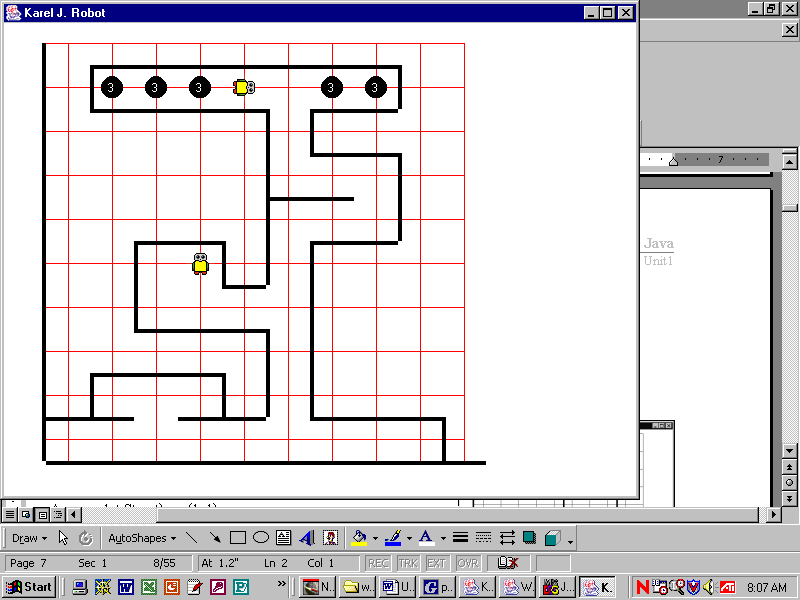 Karel J. Robot
3 3 3 3 3
7
Java
Unit1
Draw AutoShapes
Page 7 Sec 1 8/55 At 1.2" Ln 2 Col 1 REC TRK EXT OVR
Start N.. w.. U.. p.. K.. W.. J... K. 8:07 AM